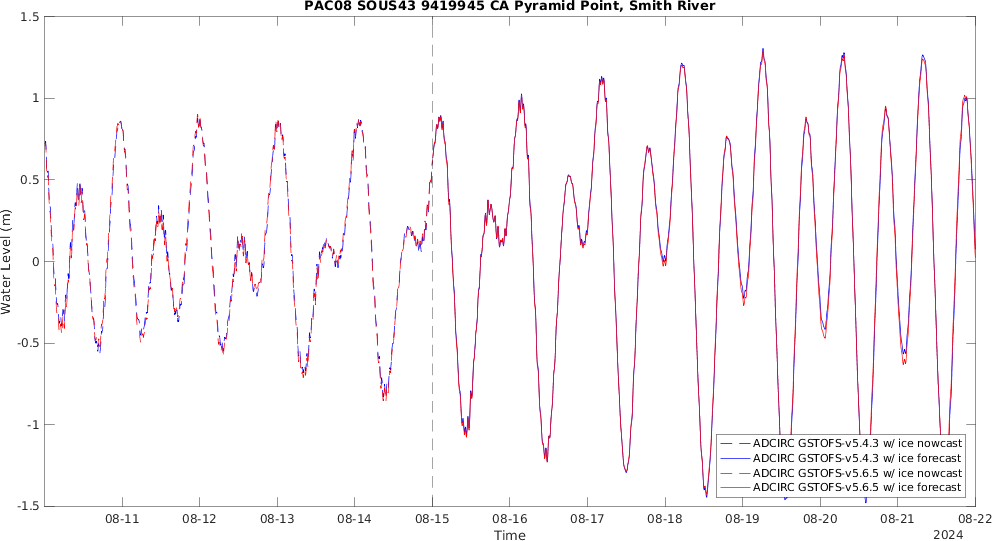 PAC08 SOUS43 9419945 CA Pyramid Point, Smith River
1.5
1
0.5
0
-0.5
-1
-1.5
Water Level (m)
ADCIRC GSTOFS-v5.4.3 w/ ice nowcast
ADCIRC GSTOFS-v5.4.3 w/ ice forecast
ADCIRC GSTOFS-v5.6.5 w/ ice nowcast
ADCIRC GSTOFS-v5.6.5 w/ ice forecast
08-11 08-12 08-13 08-14 08-15 08-16 08-17 08-18 08-19 08-20 08-21 08-22
Time
2024